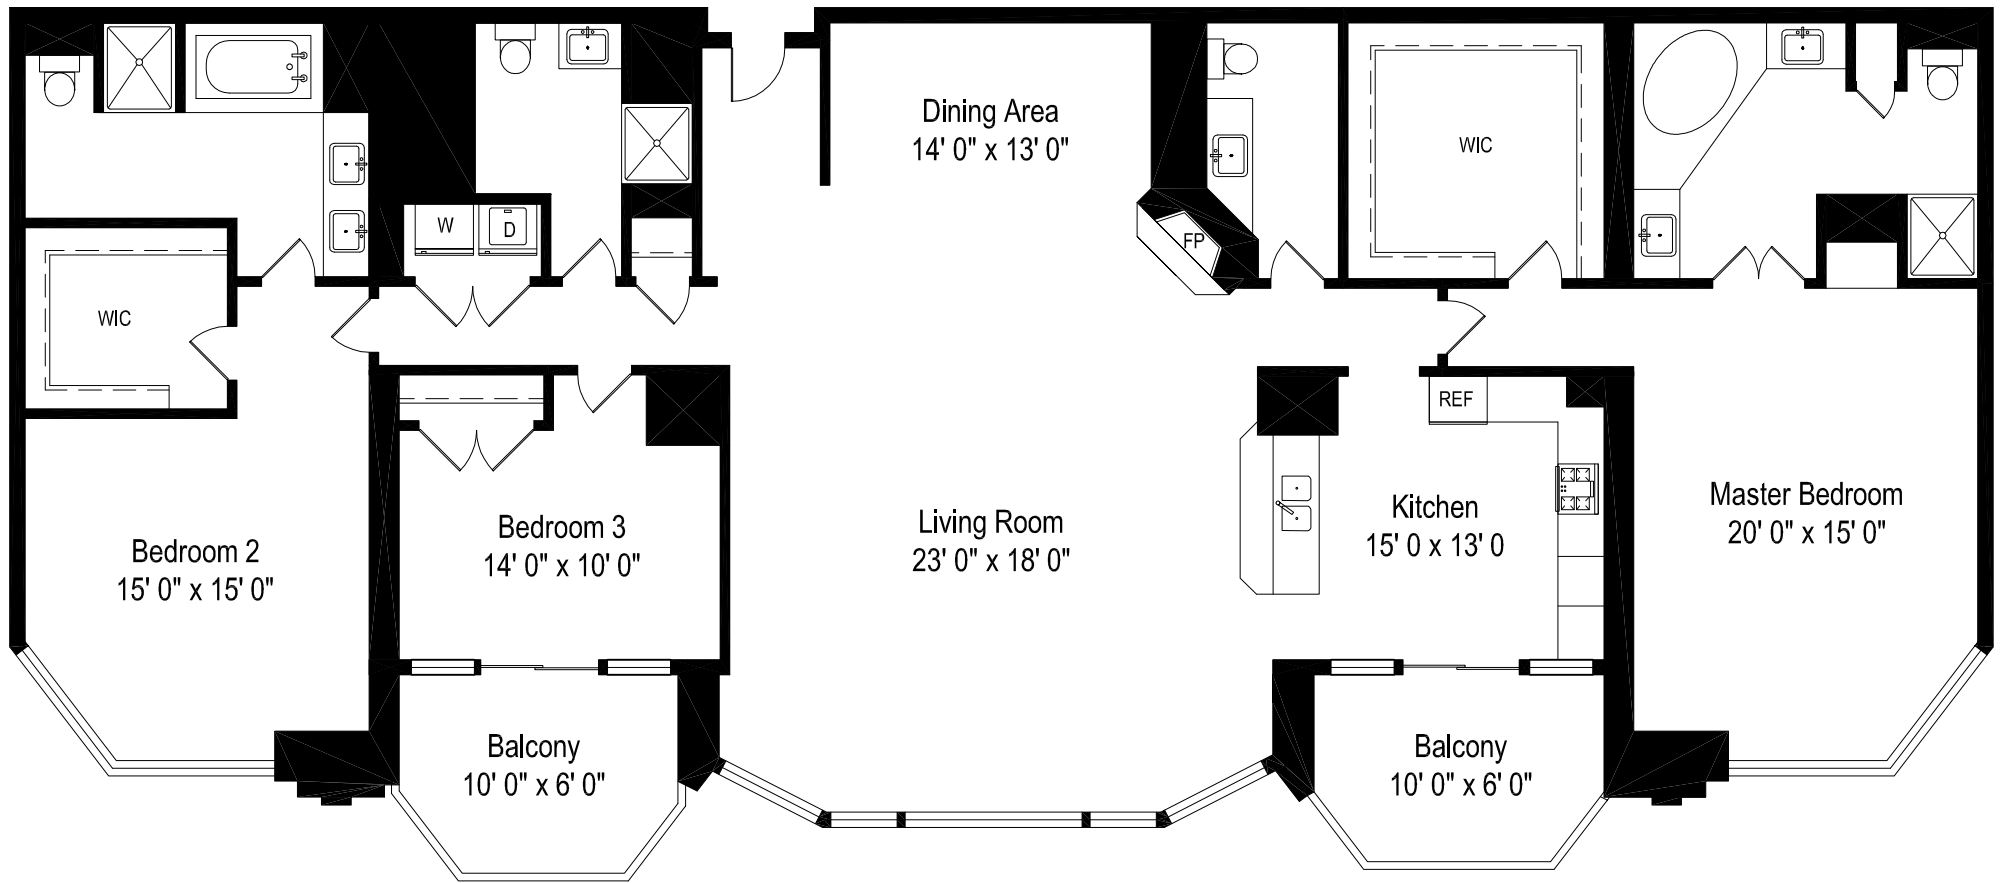 Dining Area
14' 0" x 13' 0"
WIC
W
D
FP
WIC
REF
Master Bedroom
20' 0" x 15' 0"
Kitchen
15' 0 x 13' 0
Living Room
23' 0" x 18' 0"
Bedroom 3
14' 0" x 10' 0"
Bedroom 2
15' 0" x 15' 0"
Balcony
10' 0" x 6' 0"
Balcony
10' 0" x 6' 0"